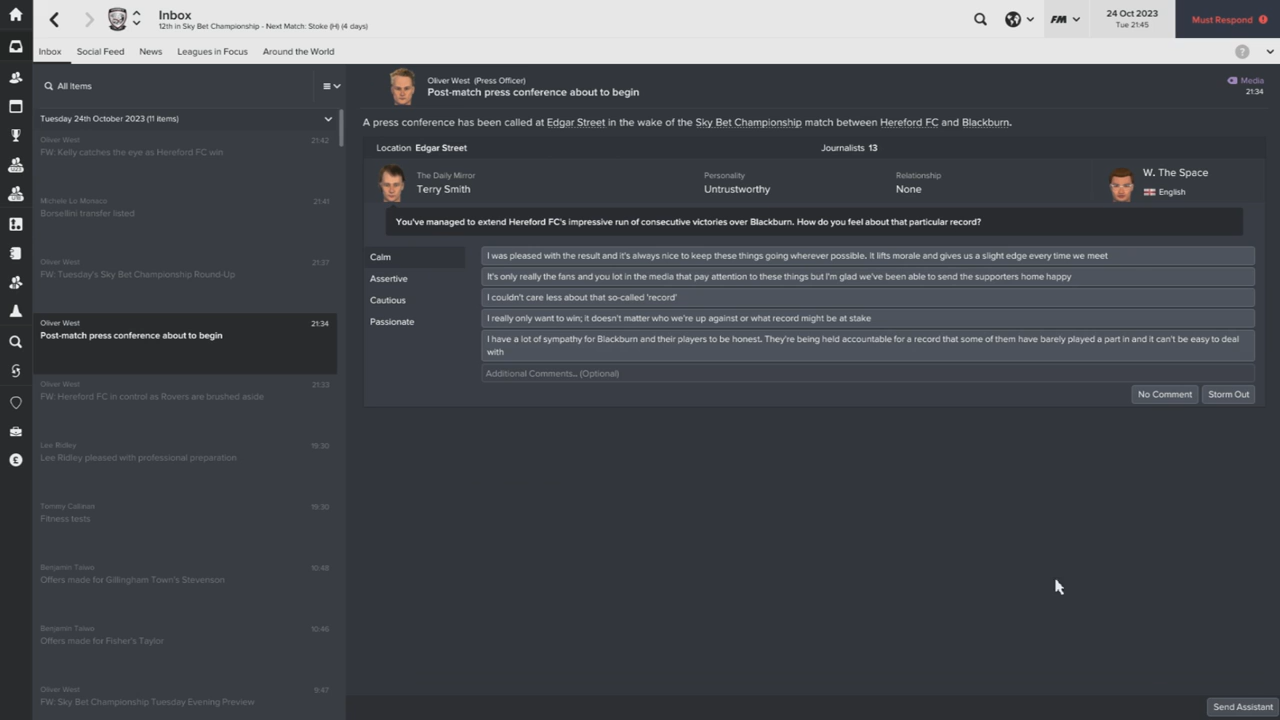 Inbox
12th in Sky Bet Championship - Next Match: Stoke (H) (4 days)
FM
24 Oct 2023
Tue 21:45
Must Respond
Inbox
Social Feed
News
Leagues in Focus
Around the World
?
All Items
Tuesday 24th October 2023 (11 items)
Oliver West
21:42
FW: Kelly catches the eye as Hereford FC win
Michele Lo Monaco
21:41
Borsellini transfer listed
Oliver West
21:37
FW: Tuesday's Sky Bet Championship Round-Up
Oliver West
21:34
Post-match press conference about to begin
Oliver West
21:33
FW: Hereford FC in control as Rovers are brushed aside
Lee Ridley
19:30
Lee Ridley pleased with professional preparation
Tommy
19:30
Fitness tests
Benjamin Taiwo
10:48
Offers made for Gillingham Town's Stevenson
Benjamin Taiwo
10:46
Offers made for Fisher's Taylor
Oliver West
9:47
FW: Sky Bet Championship Tuesday Evening Preview
Oliver West (Press Officer)
Post-match press conference about to begin
Media
21:34
A press conference has been called at Edgar Street in the wake of the Sky Bet Championship match between Hereford FC and Blackburn.
Location Edgar Street
Journalists 13
The Daily Mirror
Terry Smith
Personality
Untrustworthy
Relationship
None
W. The Space
English
You've managed to extend Hereford FC's impressive run of consecutive victories over Blackburn. How do you feel about that particular record?
Calm
Assertive
Cautious
Passionate
I was pleased with the result and it's always nice to keep these things going wherever possible. It lifts morale and gives us a slight edge every time we meet
It's only really the fans and you lot in the media that pay attention to these things but I'm glad we've been able to send the supporters home happy
I couldn't care less about that so-called 'record'
I really only want to win; it doesn't matter who we're up against or what record might be at stake
I have a lot of sympathy for Blackburn and their players to be honest. They're being held accountable for a record that some of them have barely played a part in and it can't be easy to deal
with
Additional Comments... (Optional)
No Comment
Storm Out
Send Assistant